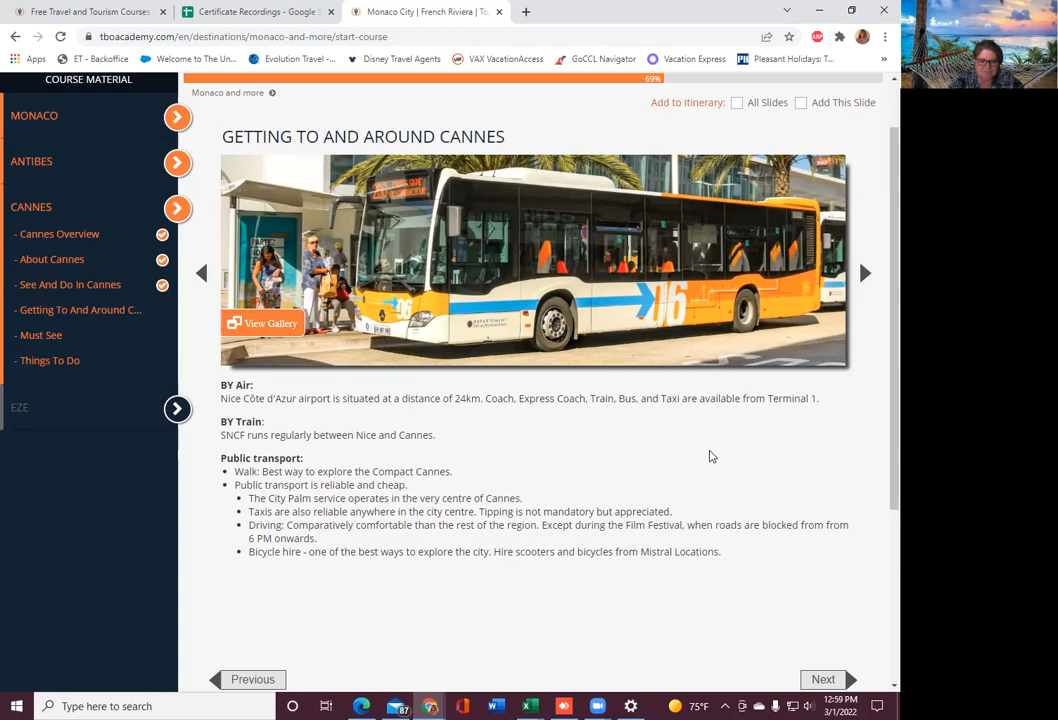 Free Travel and Tourism Courses
Certificate Recordings - Google S
Monaco City | French Riviera | To
tboacademy.com/en/destinations/monaco-and-more/start-course
Apps
ET - Backoffice
Welcome to The Un...
Evolution Travel -...
Disney Travel Agents
VAX VacationAccess
GoCCL Navigator
Vacation Express
Pleasant Holidays: T...
COURSE MATERIAL
69%
Monaco and more
Add to Itinerary:
All Slides
Add This Slide
MONACO
ANTIBES
CANNES
- Cannes Overview
- About Cannes
- See And Do In Cannes
- Getting To And Around C...
- Must See
- Things To Do
EZE
GETTING TO AND AROUND CANNES
06
06
View Gallery
BY Air:
Nice Côte d'Azur airport is situated at a distance of 24km. Coach, Express Coach, Train, Bus, and Taxi are available from Terminal 1.
BY Train:
SNCF runs regularly between Nice and Cannes.
Public transport:
• Walk: Best way to explore the Compact Cannes.
• Public transport is reliable and cheap.
• The City Palm service operates in the very centre of Cannes.
• Taxis are also reliable anywhere in the city centre. Tipping is not mandatory but appreciated.
• Driving: Comparatively comfortable than the rest of the region. Except during the Film Festival, when roads are blocked from from
6 PM onwards.
• Bicycle hire - one of the best ways to explore the city. Hire scooters and bicycles from Mistral Locations.
Previous
Next
Type here to search
87
75°F
12:59 PM
3/1/2022